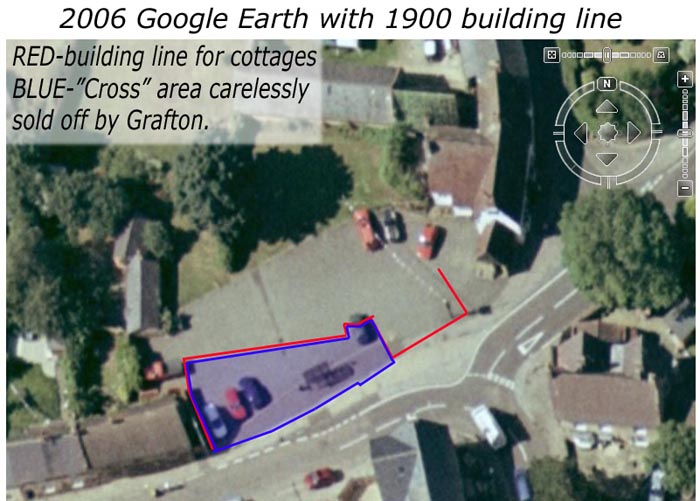 2006 Google Earth with 1900 building line
RED-building line for cottages
BLUE-"Cross" area carelessly
sold off by Grafton.
N